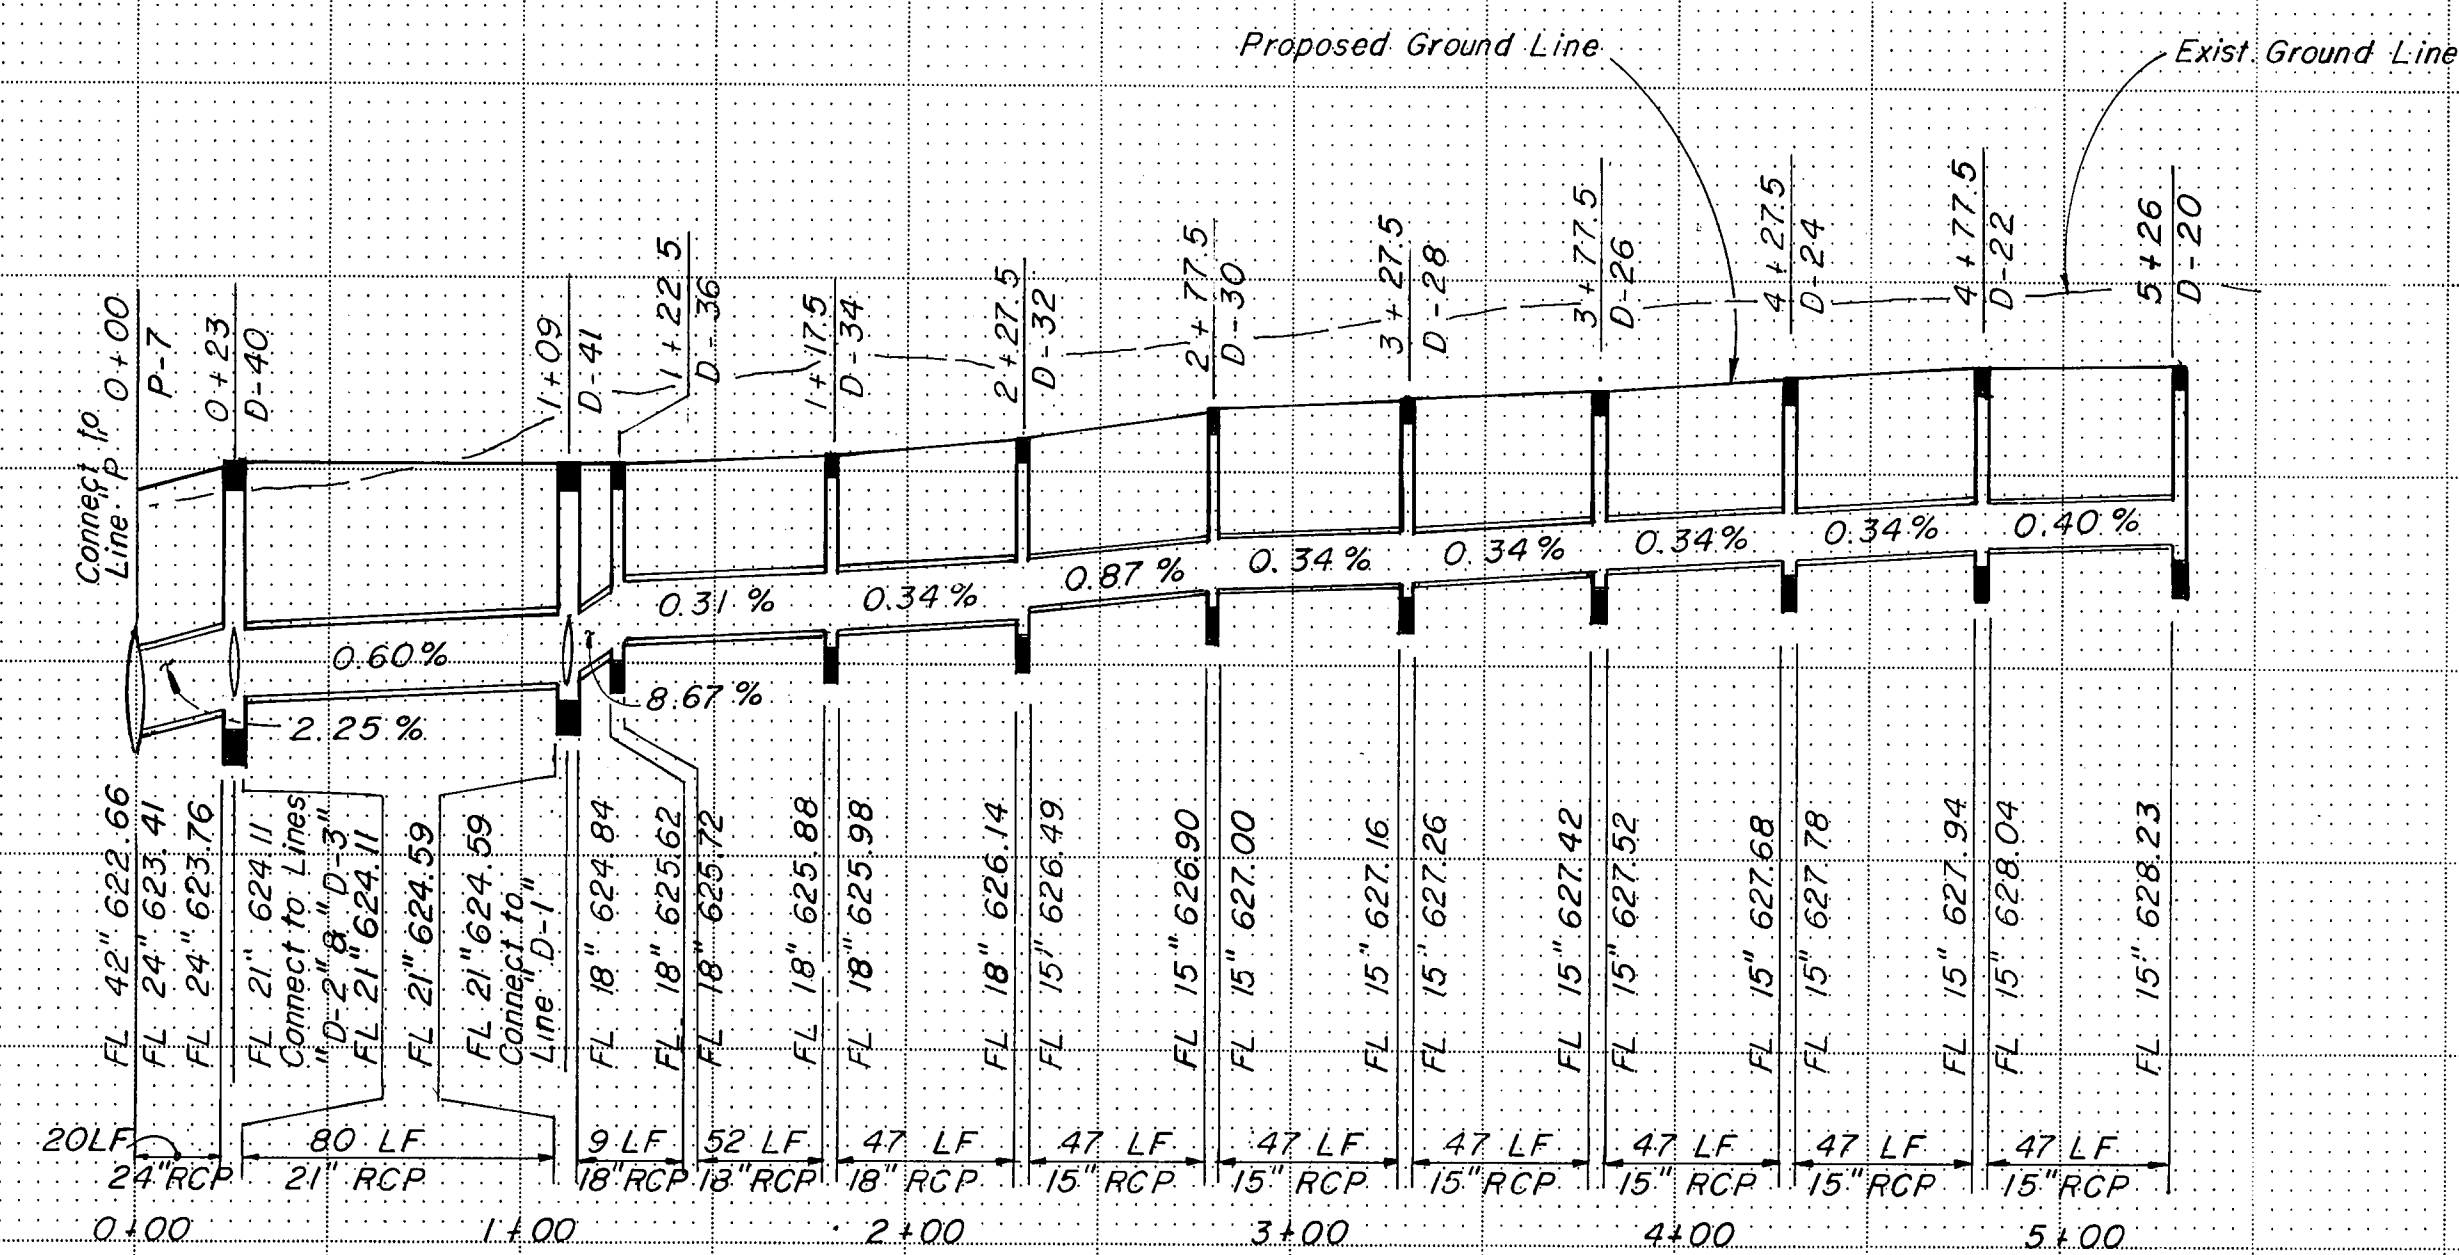 Proposed Ground Line
Exist. Ground Line
Connect to
Line "P"
0+00
P-7
0+23
D-40
1+09
D-41
1+22.5
D-36
1+17.5
D-34
2+27.5
D-32
2+77.5
D-30
3+27.5
D-28
3+77.5
D-26
4+27.5
D-24
4+77.5
D-22
5+26
D-20
2.25%
0.60%
8.67%
0.31%
0.34%
0.87%
0.34%
0.34%
0.34%
0.34%
0.40%
FL 42" 622.66
FL 24" 623.41
FL 24" 623.76
FL 21" 624.11
Connect to Lines
"D-2" & "D-3"
FL 21" 624.11
FL 21" 624.59
FL 21" 624.59
Connect to
Line "D-1"
FL 18" 624.84
FL 18" 625.62
FL 18" 625.72
FL 18" 625.88
FL 18" 625.98
FL 18" 626.14
FL 15" 626.49
FL 15" 626.90
FL 15" 627.00
FL 15" 627.16
FL 15" 627.26
FL 15" 627.42
FL 15" 627.52
FL 15" 627.68
FL 15" 627.78
FL 15" 627.94
FL 15" 628.04
FL 15" 628.23
20LF
24"RCP
80 LF
21" RCP
9 LF
18"RCP
52 LF
18"RCP
47 LF
18" RCP
47 LF
15" RCP
47 LF
15" RCP
47 LF
15" RCP
47 LF
15" RCP
47 LF
15" RCP
47 LF
15" RCP
0+00
1+00
2+00
3+00
4+00
5+00